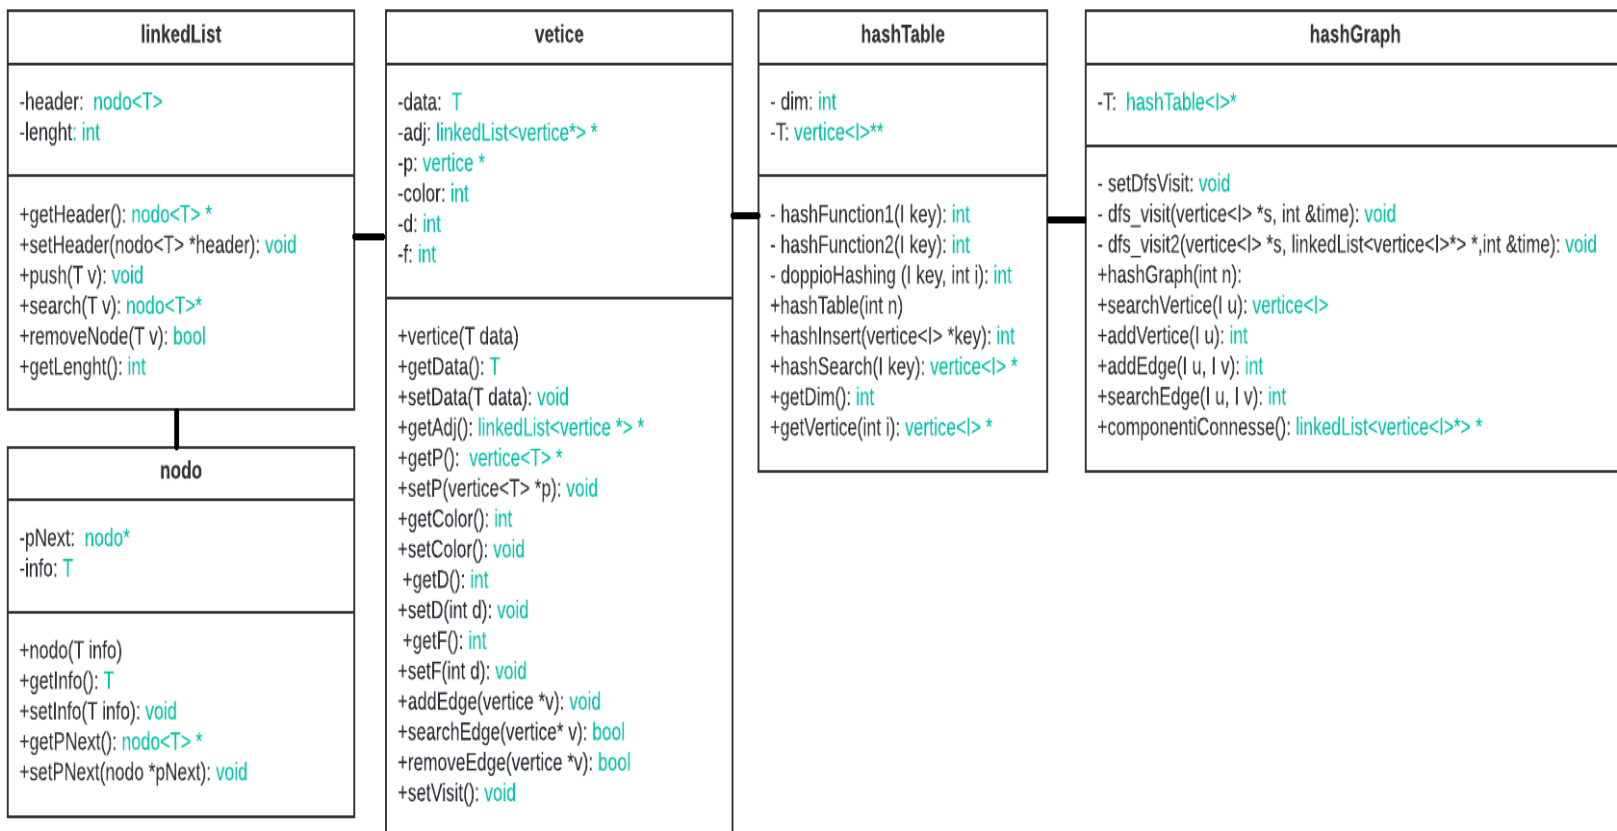 linkedList
-header: nodo<T>
-lenght: int
+getHeader(): nodo<T> *
+setHeader(nodo<T> *header): void
+push(T v): void
+search(T v): nodo<T>*
+removeNode(T v): bool
+getLenght(): int
nodo
-pNext: nodo*
-info: T
+nodo(T info)
+getInfo(): T
+setInfo(T info): void
+getPNext(): nodo<T> *
+setPNext(nodo *pNext): void
vetice
-data: T
-adj: linkedList<vertice*> *
-p: vertice *
-color: int
-d: int
-f: int
+vertice(T data)
+getData(): T
+setData(T data): void
+getAdj(): linkedList<vertice *> *
+getP(): vertice<T> *
+setP(vertice<T> *p): void
+getColor(): int
+setColor(): void
+getD(): int
+setD(int d): void
+getF(): int
+setF(int d): void
+addEdge(vertice *v): void
+searchEdge(vertice* v): bool
+removeEdge(vertice *v): bool
+setVisit(): void
hashTable
- dim: int
-T: vertice<I>**
- hashFunction1(I key): int
- hashFunction2(I key): int
- doppioHashing (I key, int i): int
+hashTable(int n)
+hashInsert(vertice<I> *key): int
+hashSearch(I key): vertice<I> *
+getDim(): int
+getVertice(int i): vertice<I> *
hashGraph
-T: hashTable<I>*
- setDfsVisit: void
- dfs_visit(vertice<I> *s, int &time): void
- dfs_visit2(vertice<I> *s, linkedList<vertice<I>*> *,int &time): void
+hashGraph(int n):
+searchVertice(I u): vertice<I>
+addVertice(I u): int
+addEdge(I u, I v): int
+searchEdge(I u, I v): int
+componentiConnesse(): linkedList<vertice<I>*> *